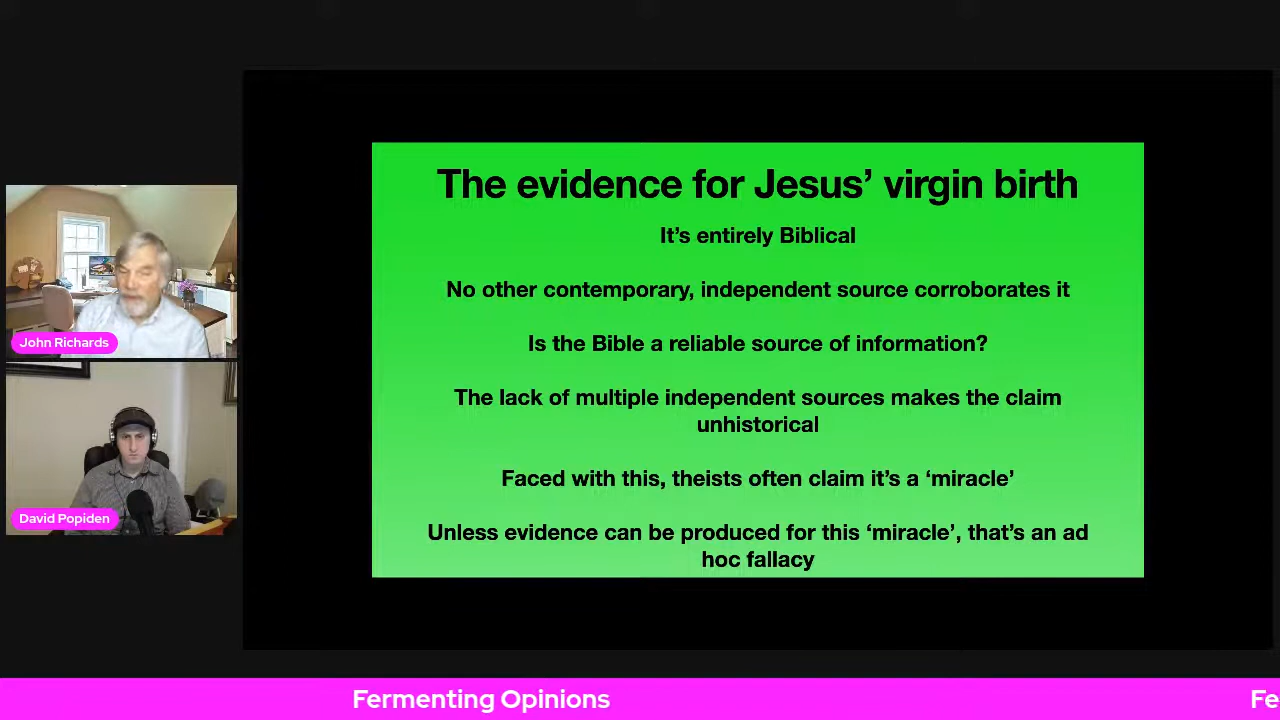 The evidence for Jesus’ virgin birth
It’s entirely Biblical
No other contemporary, independent source corroborates it
Is the Bible a reliable source of information?
The lack of multiple independent sources makes the claim
unhistorical
Faced with this, theists often claim it’s a ‘miracle’
Unless evidence can be produced for this ‘miracle’, that’s an ad
hoc fallacy
John Richards
David Popiden
Fermenting Opinions
Fe